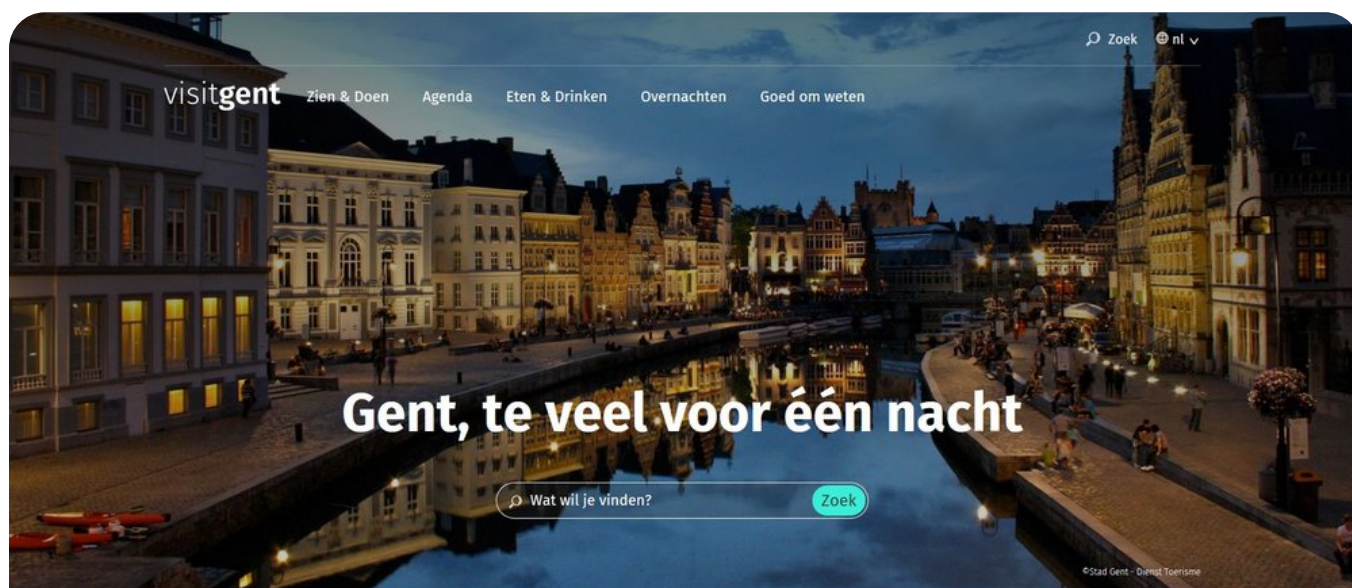 Zoek nl
visitgent Zien & Doen Agenda Eten & Drinken Overnachten Goed om weten
Gent, te veel voor één nacht
Wat wil je vinden? Zoek
©Stad Gent - Dienst Toerisme